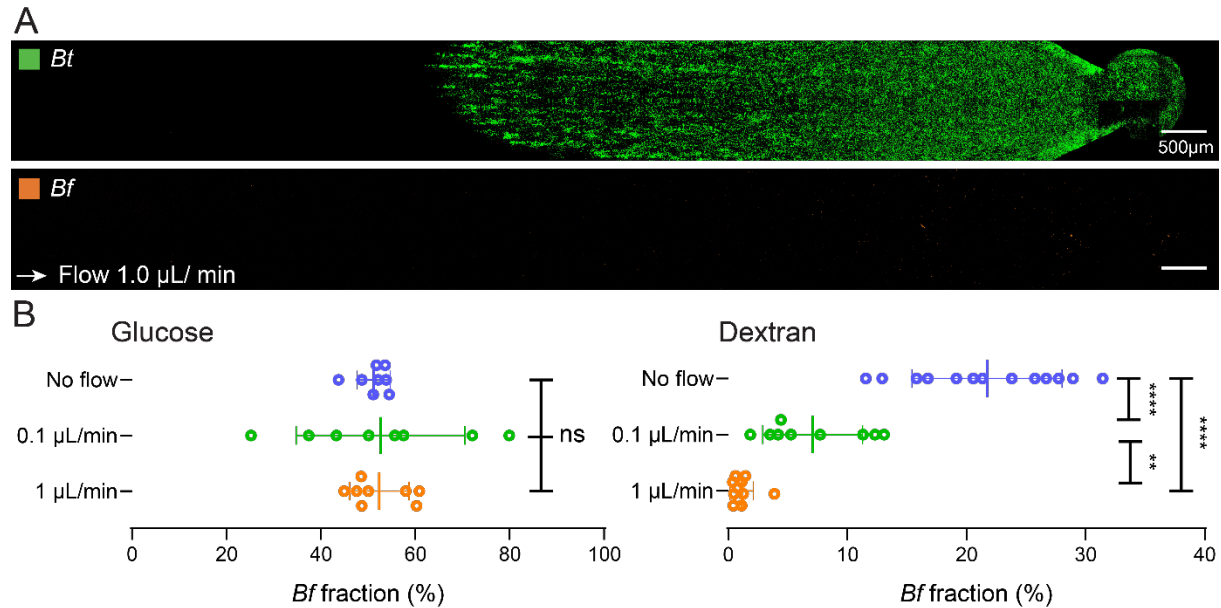 A
Bt
500µm
Bf
→ Flow 1.0 µL/ min
B
Glucose
No flow
0.1 µL/min
1 µL/min
ns
0 20 40 60 80 100
Bf fraction (%)
Dextran
No flow
0.1 µL/min
1 µL/min
****
**
****
0 10 20 30 40
Bf fraction (%)